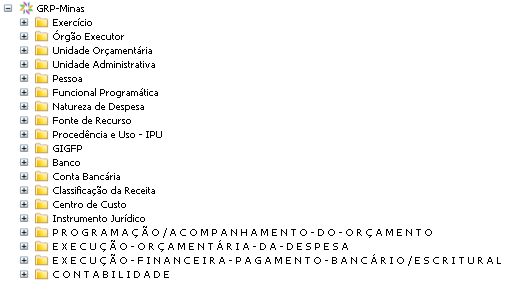 GRP-Minas
Exercício
Órgão Executor
Unidade Orçamentária
Unidade Administrativa
Pessoa
Funcional Programática
Natureza de Despesa
Fonte de Recurso
Procedência e Uso - IPU
GIGFP
Banco
Conta Bancária
Classificação da Receita
Centro de Custo
Instrumento Jurídico
P R O G R A M A Ç Ã O / A C O M P A N H A M E N T O - D O - O R Ç A M E N T O
E X E C U Ç Ã O - O R Ç A M E N T Á R I A - D A - D E S P E S A
E X E C U Ç Ã O - F I N A N C E I R A - P A G A M E N T O - B A N C Á R I O / E S C R I T U R A L
C O N T A B I L I D A D E